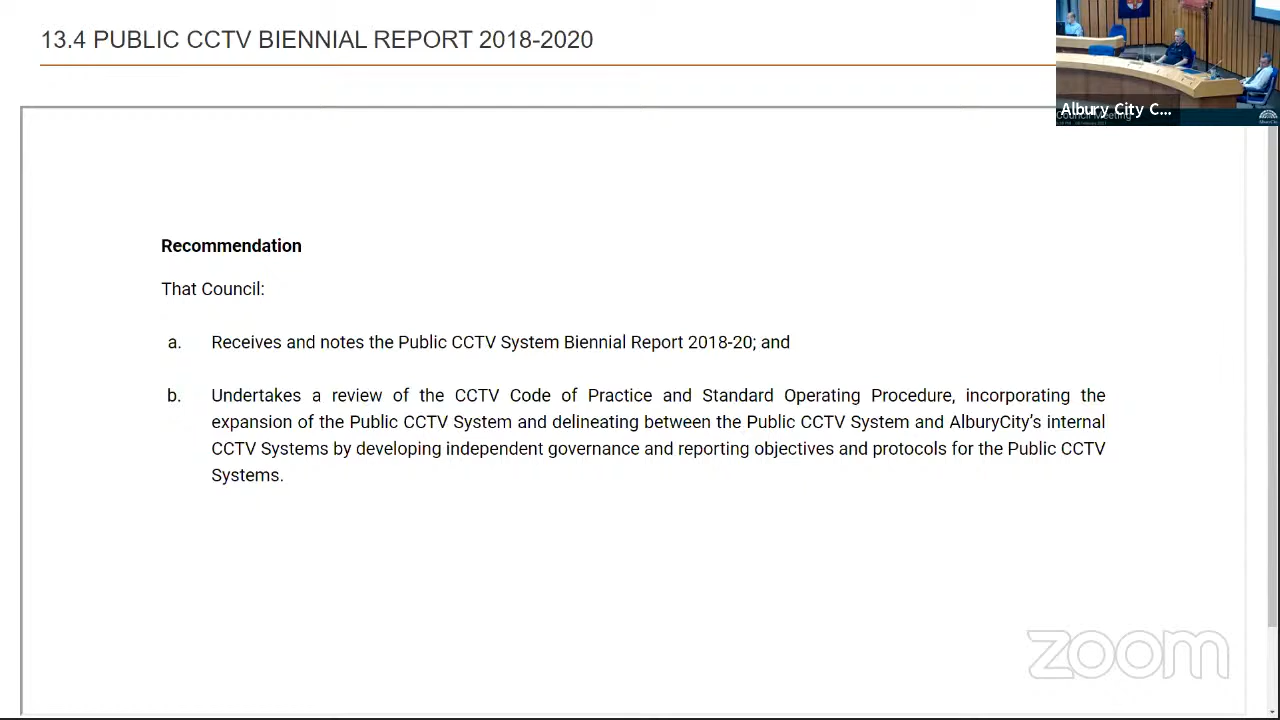 13.4 PUBLIC CCTV BIENNIAL REPORT 2018-2020
Albury City C...
Council Meeting
Recommendation
That Council:
a. Receives and notes the Public CCTV System Biennial Report 2018-20; and
b. Undertakes a review of the CCTV Code of Practice and Standard Operating Procedure, incorporating the
expansion of the Public CCTV System and delineating between the Public CCTV System and AlburyCity's internal
CCTV Systems by developing independent governance and reporting objectives and protocols for the Public CCTV
Systems.
zoom